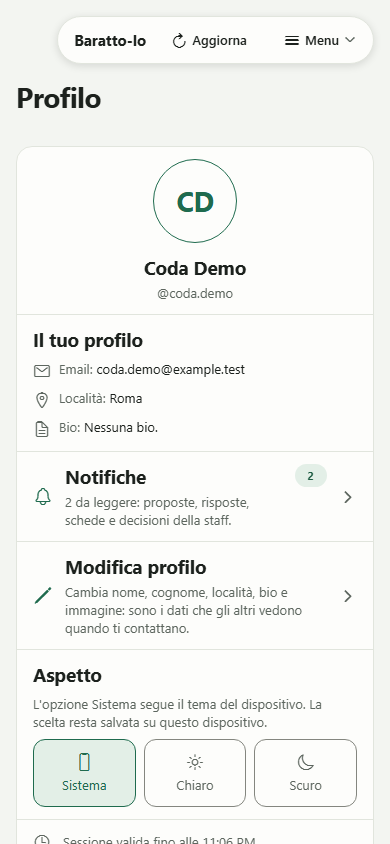 Baratto-lo
Aggiorna
Menu
Profilo
CD
Coda Demo
@coda.demo
Il tuo profilo
Email: coda.demo@example.test
Località: Roma
Bio: Nessuna bio.
Notifiche
2
2 da leggere: proposte, risposte,
schede e decisioni della staff.
Modifica profilo
Cambia nome, cognome, località, bio e
immagine: sono i dati che gli altri vedono
quando ti contattano.
Aspetto
L'opzione Sistema segue il tema del dispositivo. La
scelta resta salvata su questo dispositivo.
Sistema
Chiaro
Scuro
Sessione valida fino alle 11:06 PM